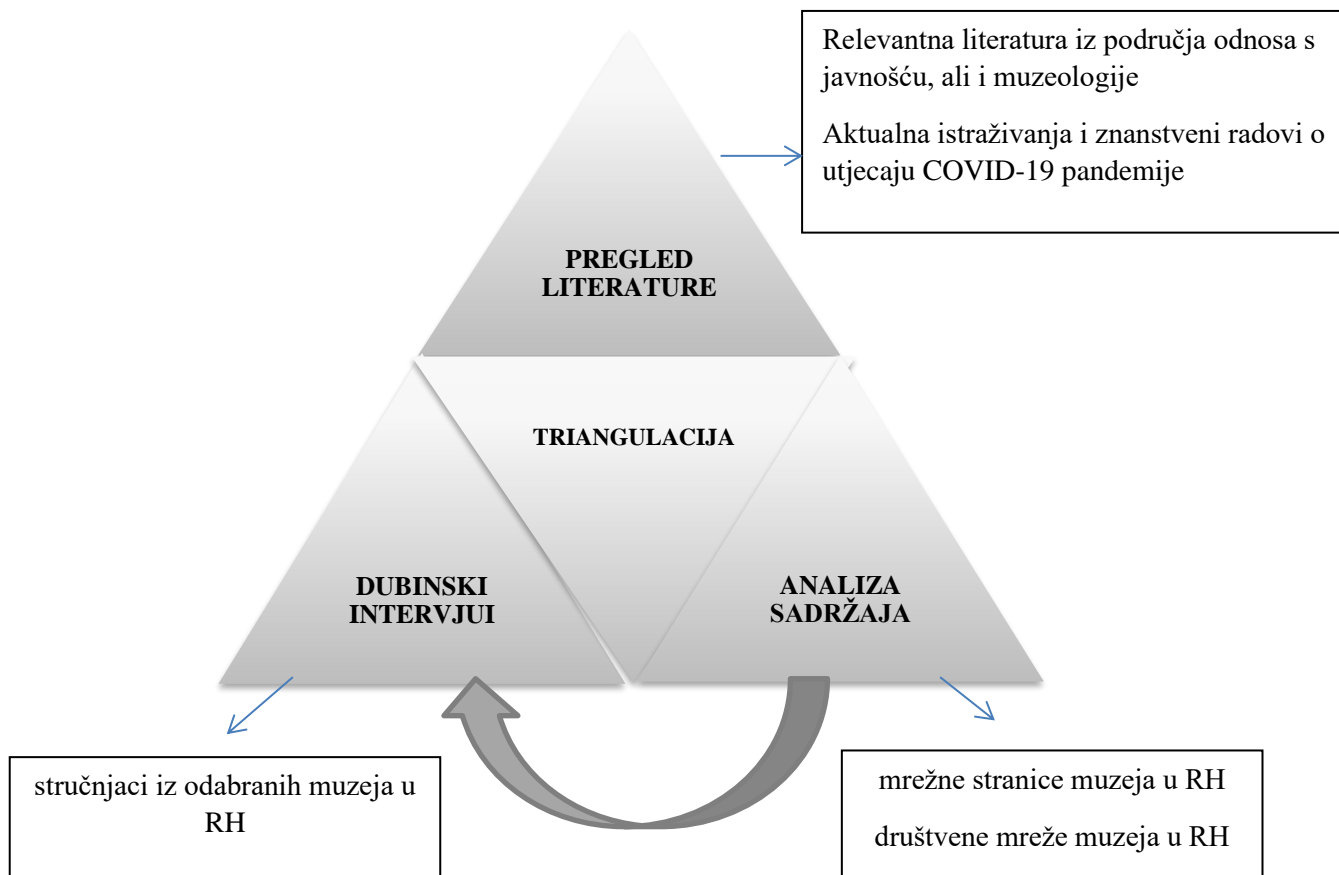 Relevantna literatura iz područja odnosa s
javnošću, ali i muzeologije
Aktualna istraživanja i znanstveni radovi o
utjecaju COVID-19 pandemije
PREGLED
LITERATURE
TRIANGULACIJA
DUBINSKI
INTERVJUI
ANALIZA
SADRŽAJA
stručnjaci iz odabranih muzeja u
RH
mrežne stranice muzeja u RH
društvene mreže muzeja u RH